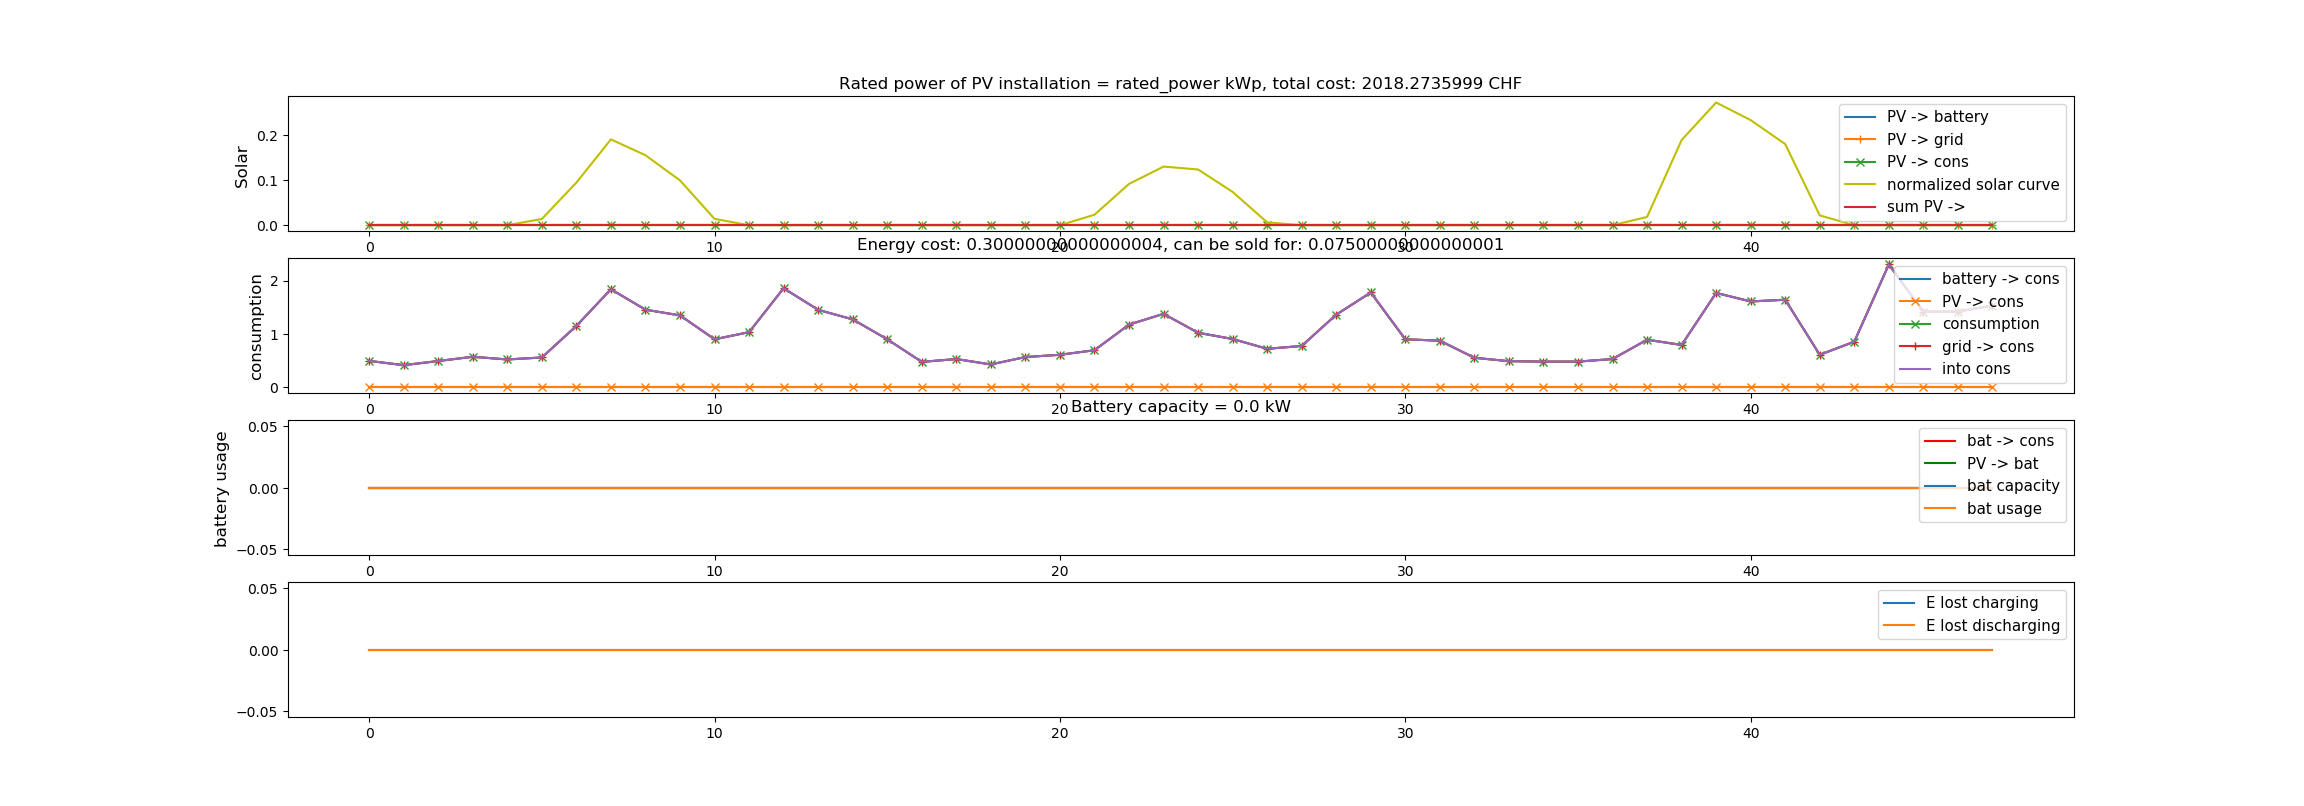 Rated power of PV installation = rated_power kWp, total cost: 2018.2735999 CHF
Solar
0.2
0.1
0.0
PV -> battery
PV -> grid
PV -> cons
normalized solar curve
sum PV ->
0 10 20 30 40
Energy cost: 0.30000000000000004, can be sold for: 0.07500000000000001
consumption
2
1
0
battery -> cons
PV -> cons
consumption
grid -> cons
into cons
0 10 20 30 40
Battery capacity = 0.0 kW
battery usage
0.05
0.00
−0.05
bat -> cons
PV -> bat
bat capacity
bat usage
0 10 20 30 40
0.05
0.00
−0.05
E lost charging
E lost discharging
0 10 20 30 40